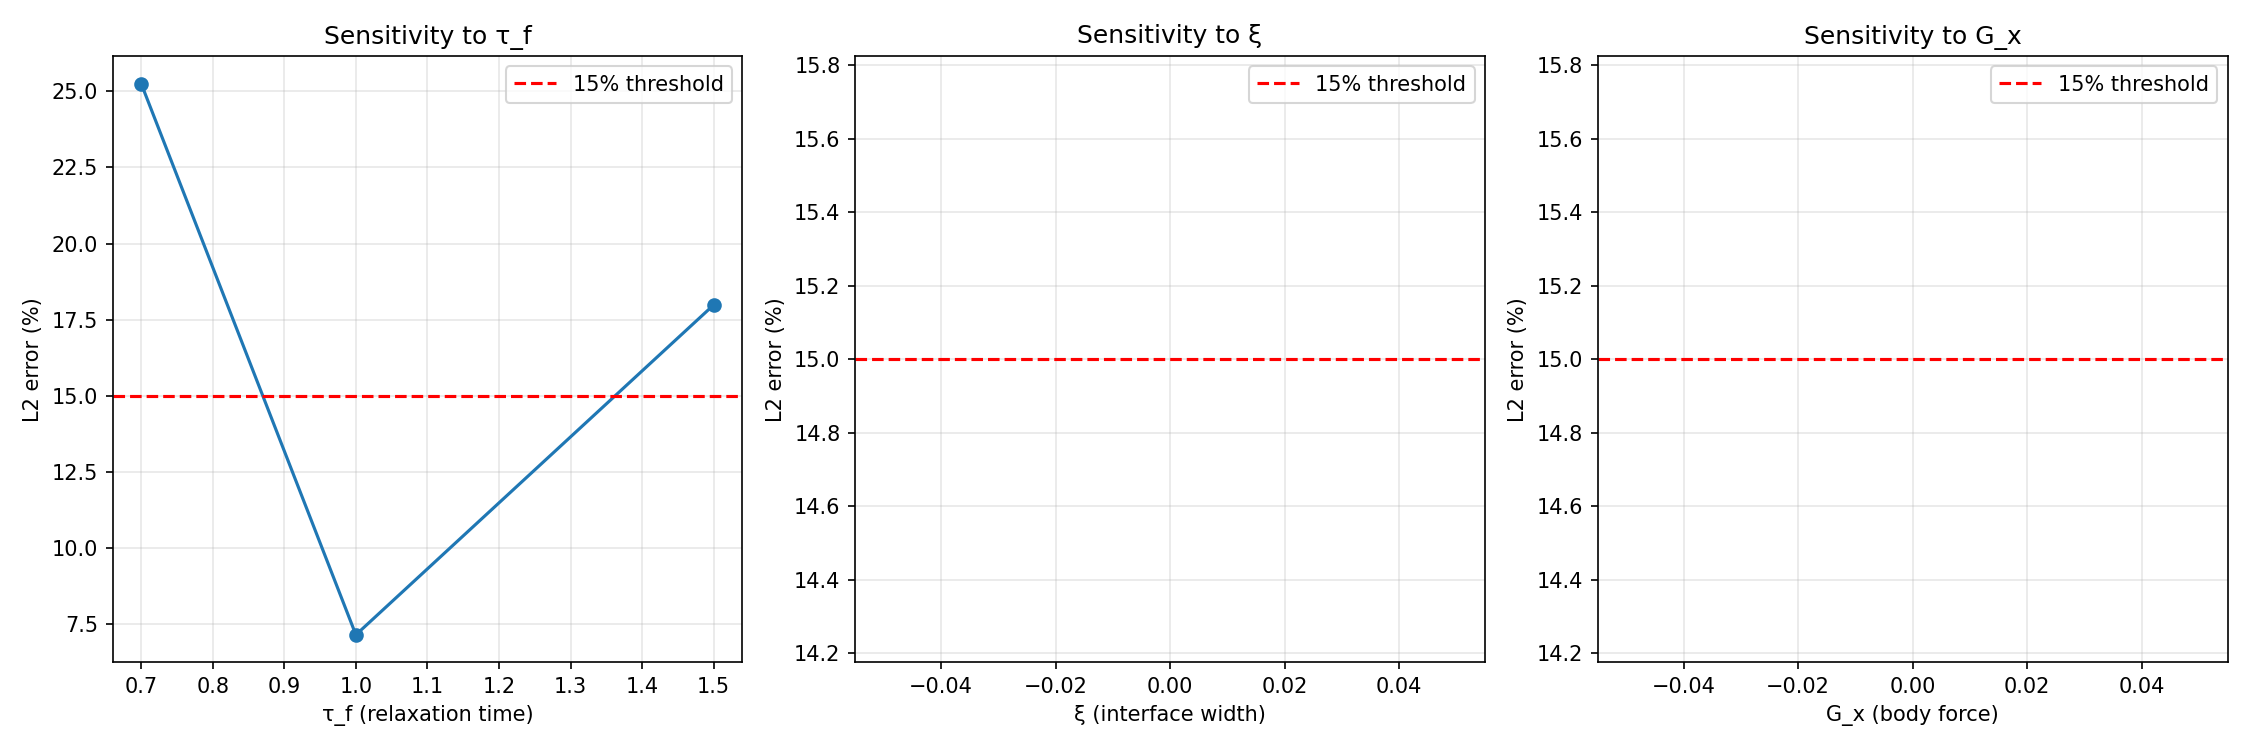 Sensitivity to τ_f
25.0
22.5
20.0
17.5
15.0
12.5
10.0
7.5
L2 error (%)
15% threshold
0.7 0.8 0.9 1.0 1.1 1.2 1.3 1.4 1.5
τ_f (relaxation time)
Sensitivity to ξ
15.8
15.6
15.4
15.2
15.0
14.8
14.6
14.4
14.2
L2 error (%)
15% threshold
−0.04 −0.02 0.00 0.02 0.04
ξ (interface width)
Sensitivity to G_x
15.8
15.6
15.4
15.2
15.0
14.8
14.6
14.4
14.2
L2 error (%)
15% threshold
−0.04 −0.02 0.00 0.02 0.04
G_x (body force)